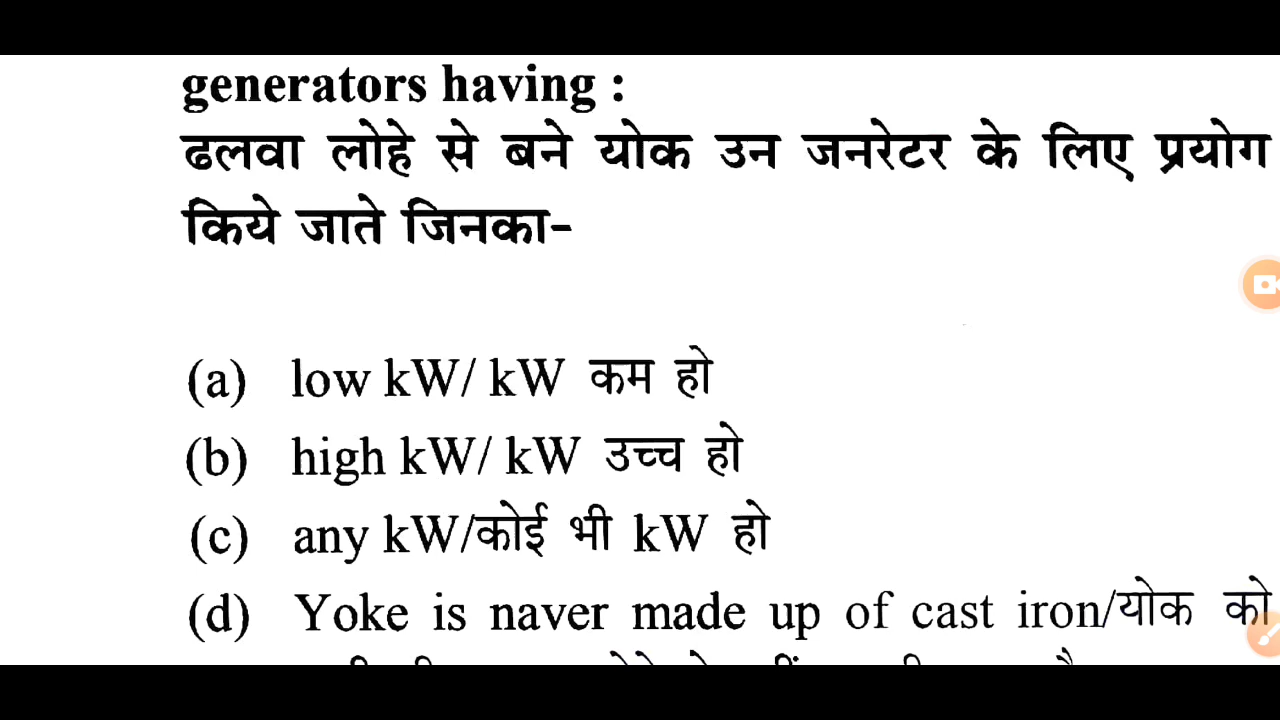 generators having :
ढलवा लोहे से बने योक उन जनरेटर के लिए प्रयोग
किये जाते जिनका-
(a) low kW/ kW कम हो
(b) high kW/ kW उच्च हो
(c) any kW/कोई भी kW हो
(d) Yoke is naver made up of cast iron/योक को